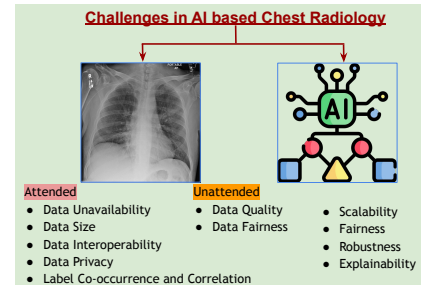 Challenges in AI based Chest Radiology
AI
Attended
● Data Unavailability
● Data Size
● Data Interoperability
● Data Privacy
● Label Co-occurrence and Correlation
Unattended
● Data Quality
● Data Fairness
● Scalability
● Fairness
● Robustness
● Explainability